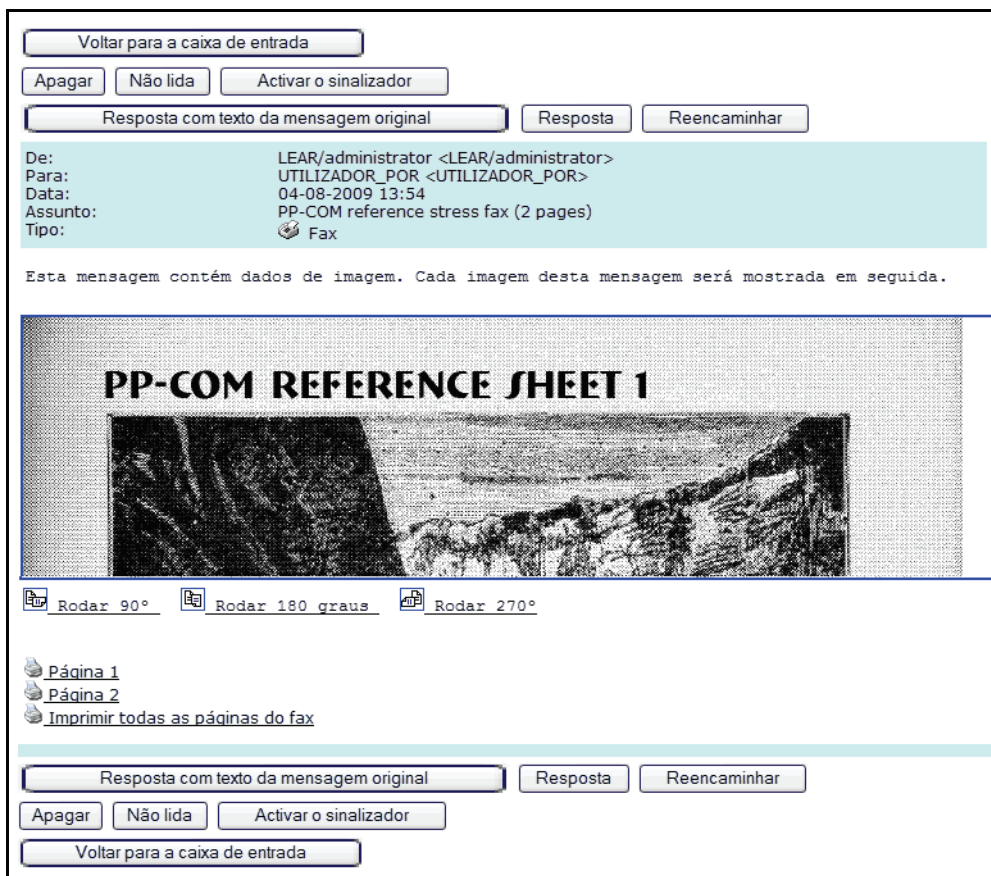 Voltar para a caixa de entrada
Apagar Não lida Activar o sinalizador
Resposta com texto da mensagem original Resposta Reencaminhar
De: LEAR/administrator <LEAR/administrator>
Para: UTILIZADOR_POR <UTILIZADOR_POR>
Data: 04-08-2009 13:54
Assunto: PP-COM reference stress fax (2 pages)
Tipo: Fax
Esta mensagem contém dados de imagem. Cada imagem desta mensagem será mostrada em seguida.
PP-COM REFERENCE SHEET 1
Rodar 90° Rodar 180 graus Rodar 270°
Página 1
Página 2
Imprimir todas as páginas do fax
Resposta com texto da mensagem original Resposta Reencaminhar
Apagar Não lida Activar o sinalizador
Voltar para a caixa de entrada